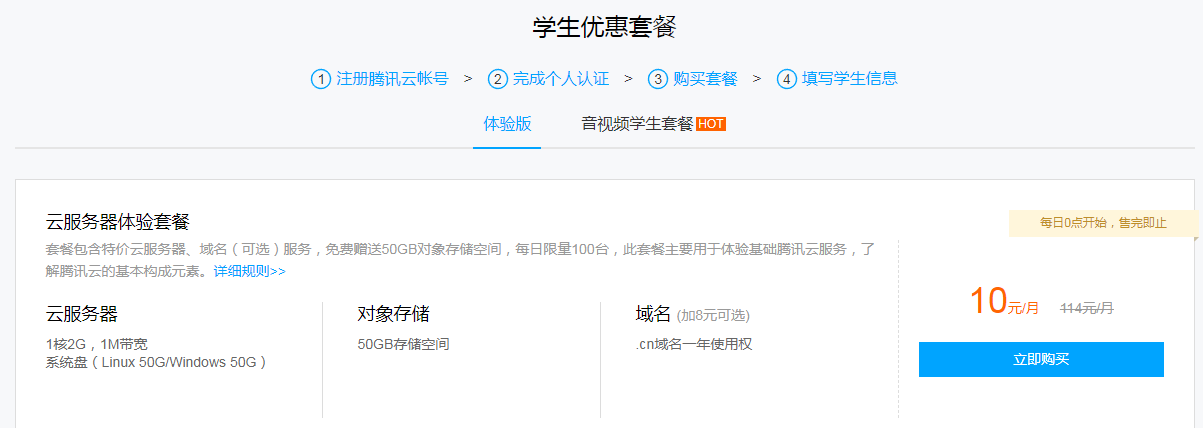 学生优惠套餐
1 注册腾讯云帐号 > 2 完成个人认证 > 3 购买套餐 > 4 填写学生信息
体验版 音视频学生套餐 HOT
云服务器体验套餐
每日0点开始，售完即止
套餐包含特价云服务器、域名（可选）服务，免费赠送50GB对象存储空间，每日限量100台，此套餐主要用于体验基础腾讯云服务，了
解腾讯云的基本构成元素。详细规则>>
云服务器
1核2G，1M带宽
系统盘（Linux 50G/Windows 50G）
对象存储
50GB存储空间
域名 (加8元可选)
.cn域名一年使用权
10元/月 114元/月
立即购买